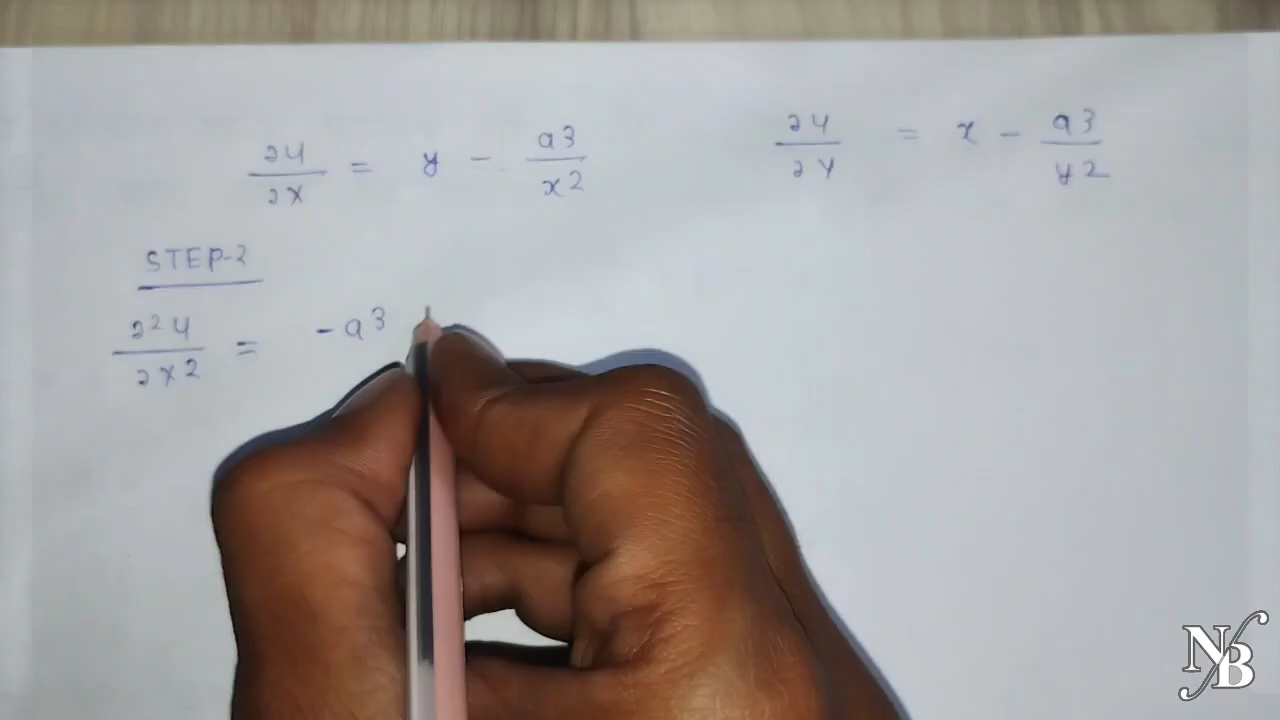 ∂u/∂x = y - a3/x2    ∂u/∂y = x - a3/y2
STEP-2
∂²u/∂x2 = -a3
NB